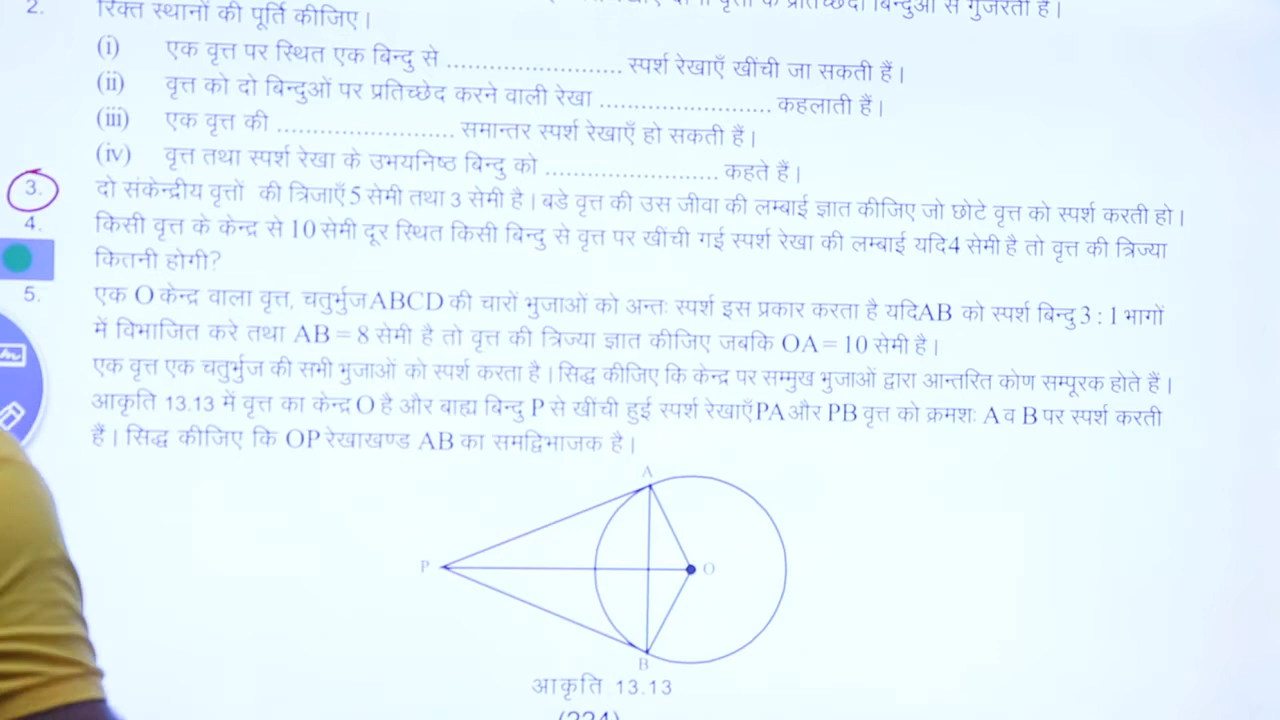 2. रिक्त स्थानों की पूर्ति कीजिए।
प्रतिच्छेदी बिन्दुओं से गुजरती है।
(i) एक वृत्त पर स्थित एक बिन्दु से ......................... स्पर्श रेखाएँ खींची जा सकती हैं।
(ii) वृत्त को दो बिन्दुओं पर प्रतिच्छेद करने वाली रेखा ......................... कहलाती हैं।
(iii) एक वृत्त की ......................... समान्तर स्पर्श रेखाएँ हो सकती हैं।
(iv) वृत्त तथा स्पर्श रेखा के उभयनिष्ठ बिन्दु को ......................... कहते हैं।
3. दो संकेन्द्रीय वृत्तों की त्रिजाएँ 5 सेमी तथा 3 सेमी है। बडे वृत्त की उस जीवा की लम्बाई ज्ञात कीजिए जो छोटे वृत्त को स्पर्श करती हो।
4. किसी वृत्त के केन्द्र से 10 सेमी दूर स्थित किसी बिन्दु से वृत्त पर खींची गई स्पर्श रेखा की लम्बाई यदि 4 सेमी है तो वृत्त की त्रिज्या
कितनी होगी?
5. एक O केन्द्र वाला वृत्त, चतुर्भुज ABCD की चारों भुजाओं को अन्तः स्पर्श इस प्रकार करता है यदि AB को स्पर्श बिन्दु 3 : 1 भागों
में विभाजित करे तथा AB = 8 सेमी है तो वृत्त की त्रिज्या ज्ञात कीजिए जबकि OA = 10 सेमी है।
एक वृत्त एक चतुर्भुज की सभी भुजाओं को स्पर्श करता है। सिद्ध कीजिए कि केन्द्र पर सम्मुख भुजाओं द्वारा आन्तरित कोण सम्पूरक होते हैं।
आकृति 13.13 में वृत्त का केन्द्र O है और बाह्य बिन्दु P से खींची हुई स्पर्श रेखाएँ PA और PB वृत्त को क्रमशः A व B पर स्पर्श करती
हैं। सिद्ध कीजिए कि OP रेखाखण्ड AB का समद्विभाजक है।
A
P
O
B
आकृति 13.13
(224)